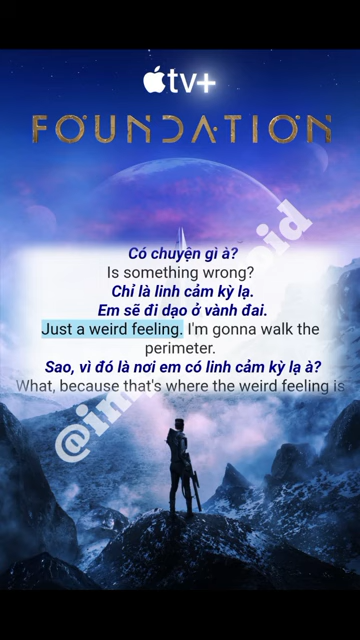 tv+
FOUNDATION
Có chuyện gì à?
Is something wrong?
Chỉ là linh cảm kỳ lạ.
Em sẽ đi dạo ở vành đai.
Just a weird feeling. I'm gonna walk the
perimeter.
Sao, vì đó là nơi em có linh cảm kỳ lạ à?
What, because that's where the weird feeling is